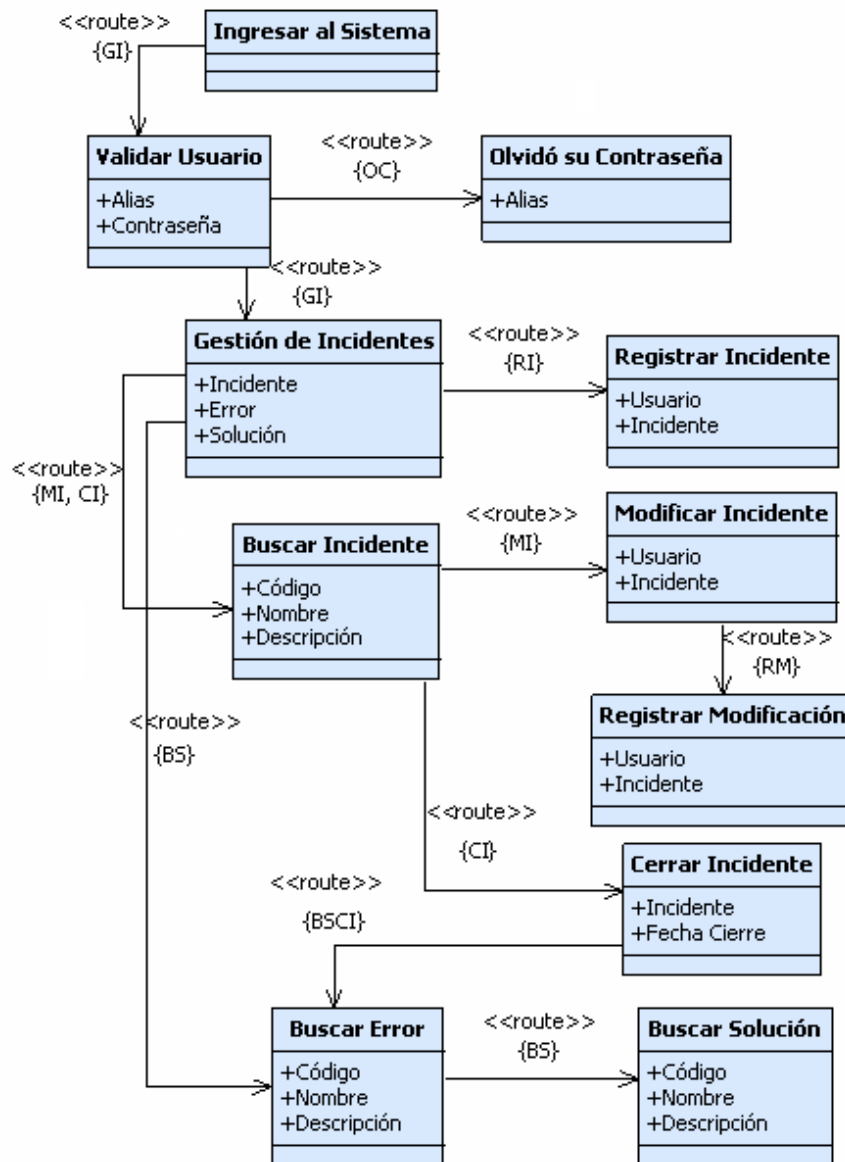 <<route>>
{GI}
Ingresar al Sistema
Validar Usuario
+Alias
+Contraseña
<<route>>
{OC}
Olvidó su Contraseña
+Alias
<<route>>
{GI}
Gestión de Incidentes
+Incidente
+Error
+Solución
<<route>>
{RI}
Registrar Incidente
+Usuario
+Incidente
<<route>>
{MI, CI}
Buscar Incidente
+Código
+Nombre
+Descripción
<<route>>
{MI}
Modificar Incidente
+Usuario
+Incidente
<<route>>
{RM}
Registrar Modificación
+Usuario
+Incidente
<<route>>
{BS}
<<route>>
{CI}
Cerrar Incidente
+Incidente
+Fecha Cierre
<<route>>
{BSCI}
Buscar Error
+Código
+Nombre
+Descripción
<<route>>
{BS}
Buscar Solución
+Código
+Nombre
+Descripción